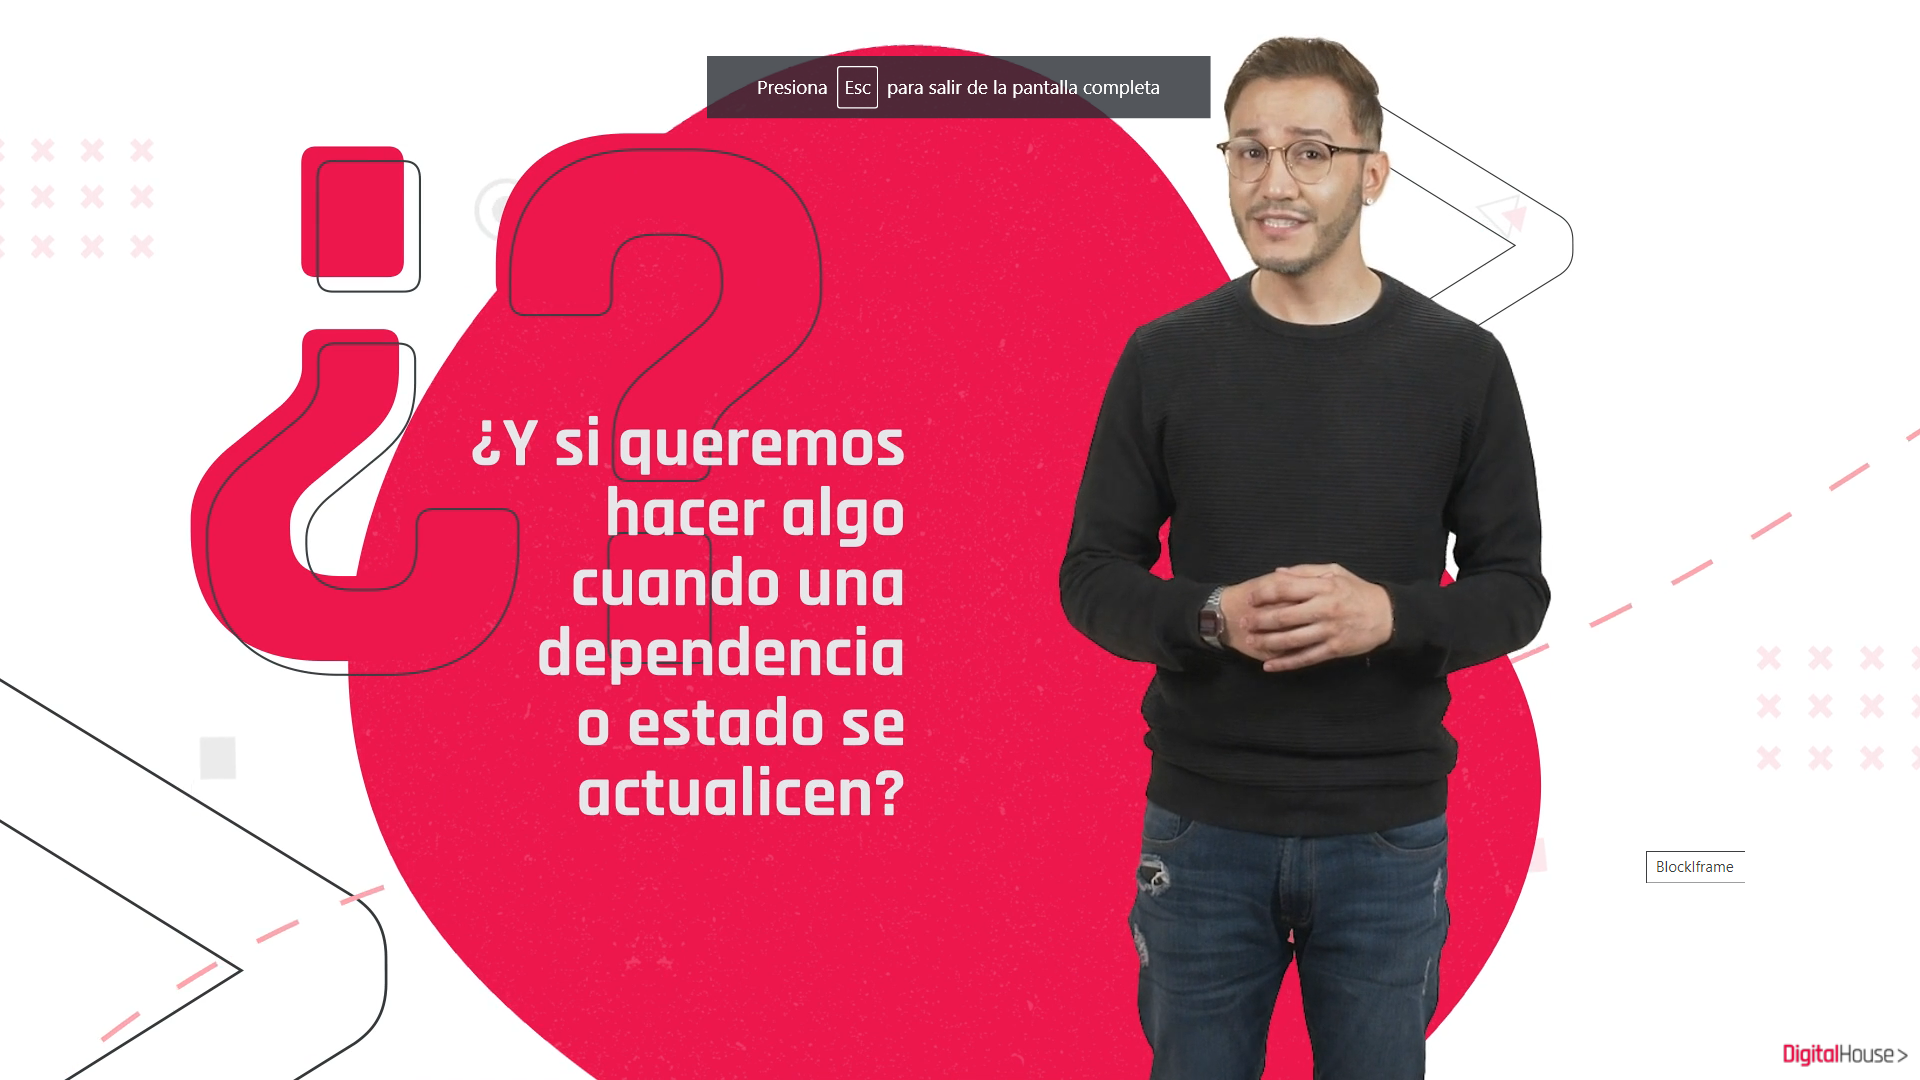 Presiona Esc para salir de la pantalla completa
¿?
¿Y si queremos
hacer algo
cuando una
dependencia
o estado se
actualicen?
BlockIframe
DigitalHouse>